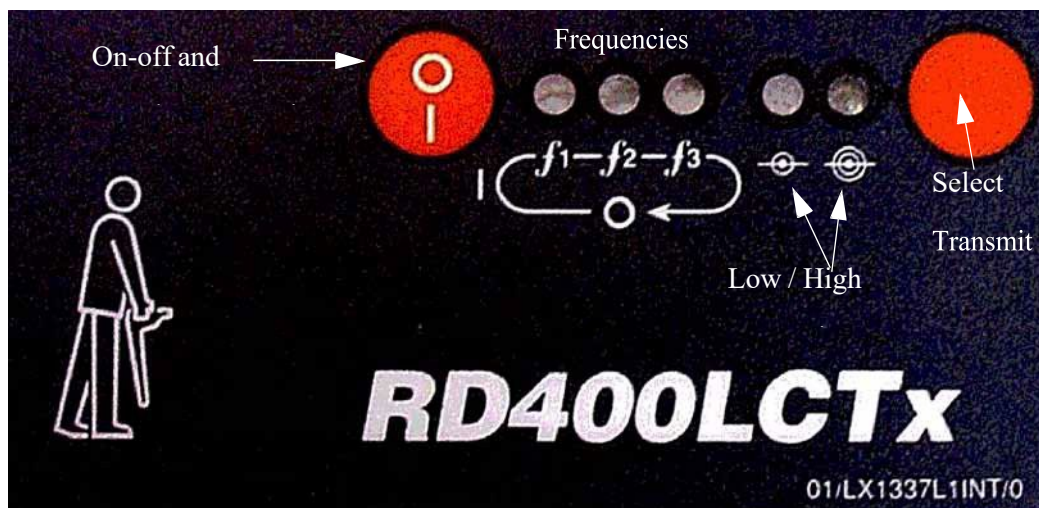 On-off and
Frequencies
f1 f2 f3
Select
Transmit
Low / High
RD400LCTx
01/LX1337L1INT/0